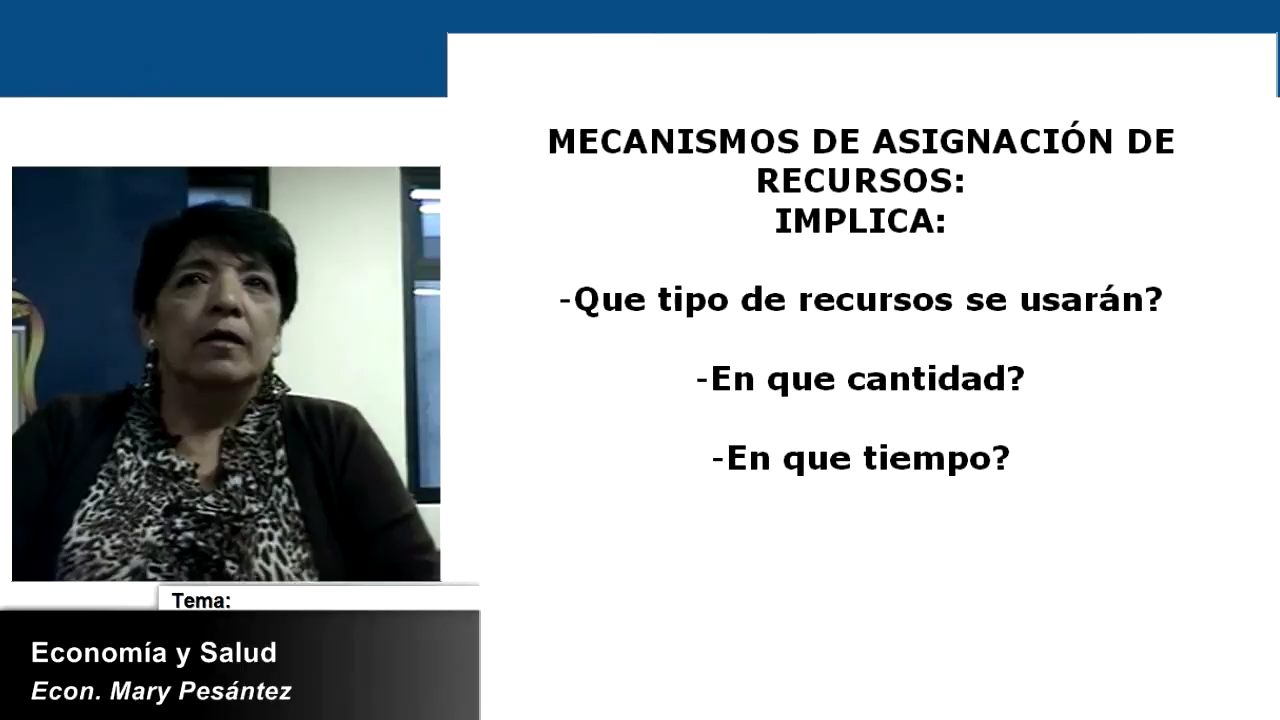 MECANISMOS DE ASIGNACIÓN DE
RECURSOS:
IMPLICA:
-Que tipo de recursos se usarán?
-En que cantidad?
-En que tiempo?
Tema:
Economía y Salud
Econ. Mary Pesántez